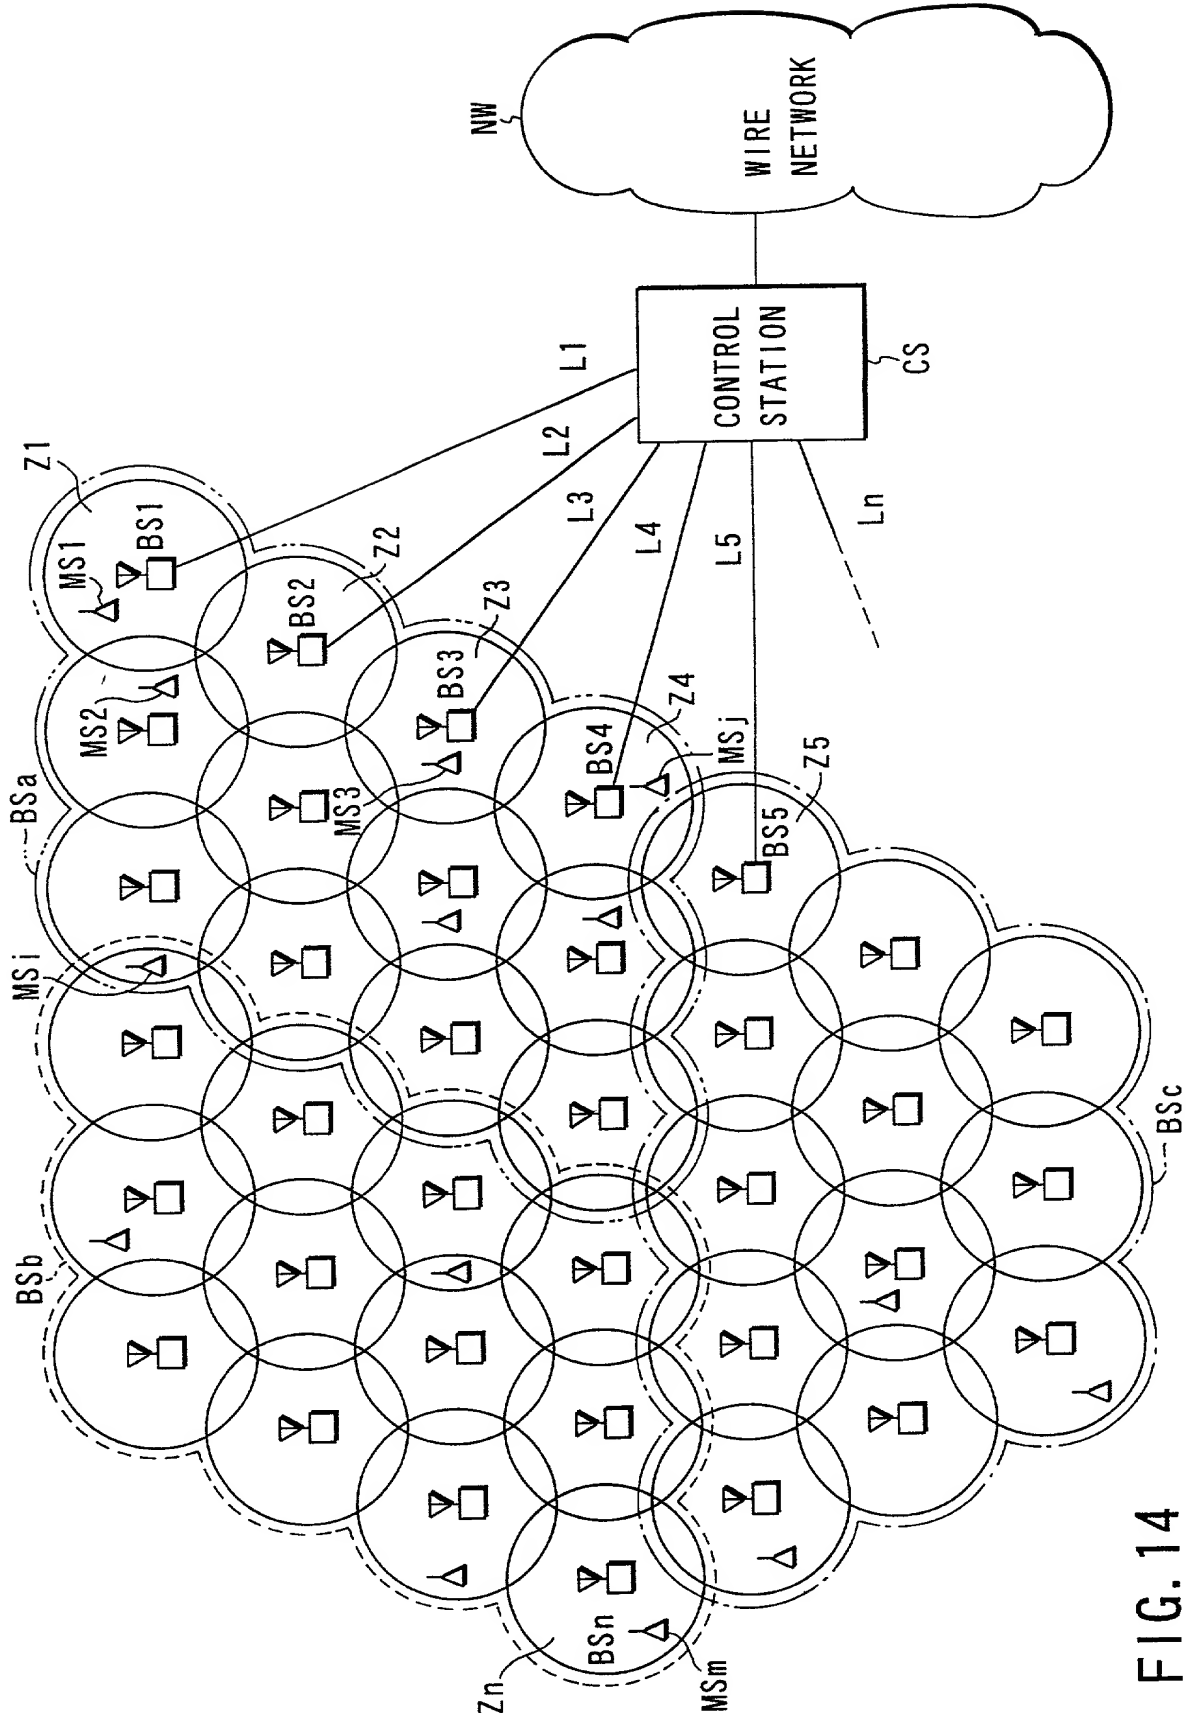 FIG. 14
BSb
MSi
BSa
Z1
MS1
BS1
MS2
Z2
BS2
Z3
BS3
MS3
Z4
BS4
MSj
Z5
BS5
BSc
Zn
BSn
MSm
L1
L2
L3
L4
L5
Ln
CONTROL
STATION
CS
NW
WIRE
NETWORK